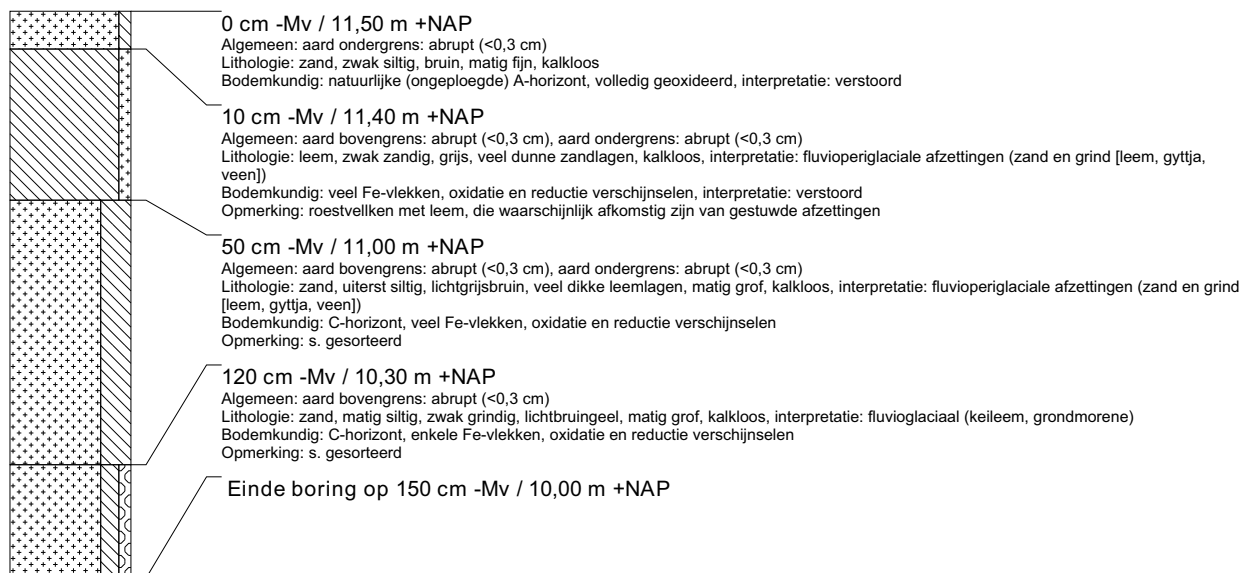 0 cm -Mv / 11,50 m +NAP
Algemeen: aard ondergrens: abrupt (<0,3 cm)
Lithologie: zand, zwak siltig, bruin, matig fijn, kalkloos
Bodemkundig: natuurlijke (ongeploegde) A-horizont, volledig geoxideerd, interpretatie: verstoord
10 cm -Mv / 11,40 m +NAP
Algemeen: aard bovengrens: abrupt (<0,3 cm), aard ondergrens: abrupt (<0,3 cm)
Lithologie: leem, zwak zandig, grijs, veel dunne zandlagen, kalkloos, interpretatie: fluvioperiglaciale afzettingen (zand en grind [leem, gyttja,
veen])
Bodemkundig: veel Fe-vlekken, oxidatie en reductie verschijnselen, interpretatie: verstoord
Opmerking: roestvellken met leem, die waarschijnlijk afkomstig zijn van gestuwde afzettingen
50 cm -Mv / 11,00 m +NAP
Algemeen: aard bovengrens: abrupt (<0,3 cm), aard ondergrens: abrupt (<0,3 cm)
Lithologie: zand, uiterst siltig, lichtgrijsbruin, veel dikke leemlagen, matig grof, kalkloos, interpretatie: fluvioperiglaciale afzettingen (zand en grind
[leem, gyttja, veen])
Bodemkundig: C-horizont, veel Fe-vlekken, oxidatie en reductie verschijnselen
Opmerking: s. gesorteerd
120 cm -Mv / 10,30 m +NAP
Algemeen: aard bovengrens: abrupt (<0,3 cm)
Lithologie: zand, matig siltig, zwak grindig, lichtbruingeel, matig grof, kalkloos, interpretatie: fluvioglaciaal (keileem, grondmorene)
Bodemkundig: C-horizont, enkele Fe-vlekken, oxidatie en reductie verschijnselen
Opmerking: s. gesorteerd
Einde boring op 150 cm -Mv / 10,00 m +NAP